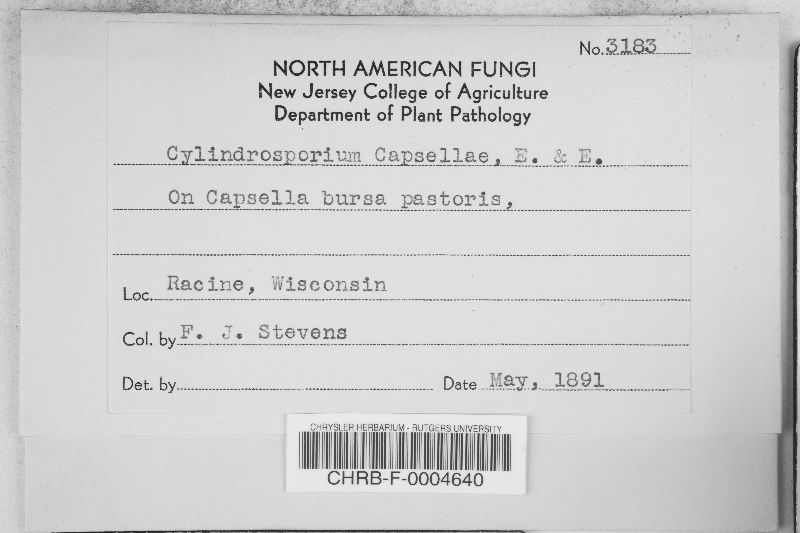 No. 3183
NORTH AMERICAN FUNGI
New Jersey College of Agriculture
Department of Plant Pathology
Cylindrosporium Capsellae, E. & E.
On Capsella bursa pastoris,
Loc. Racine, Wisconsin
Col. by F. J. Stevens
Det. by Date May, 1891
CHRYSLER HERBARIUM - RUTGERS UNIVERSITY
CHRB-F-0004640